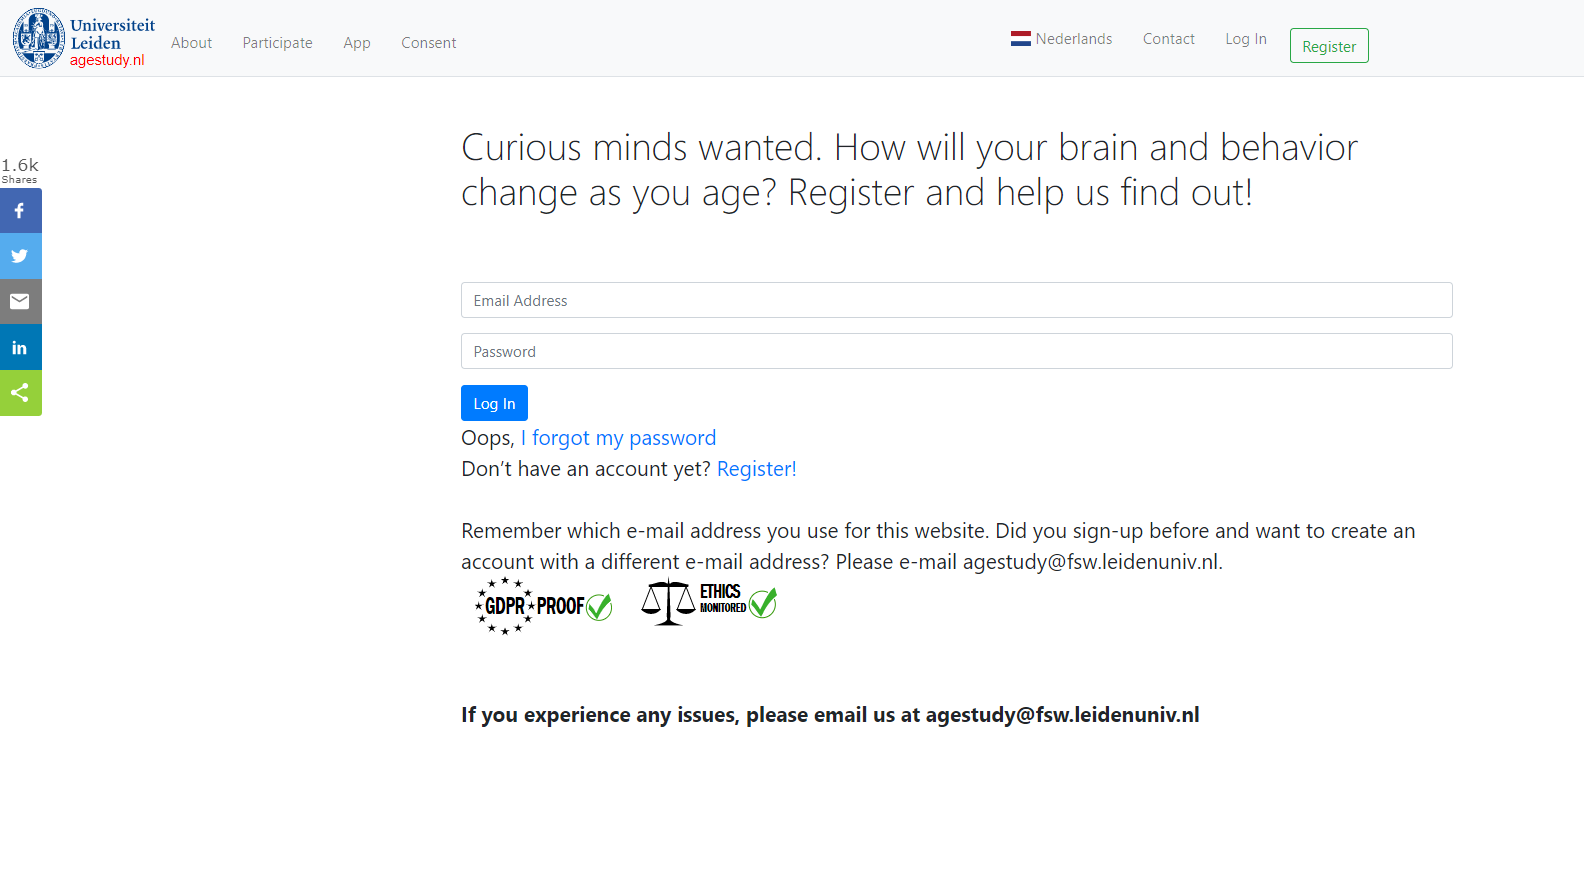 Universiteit
Leiden
agestudy.nl
About
Participate
App
Consent
Nederlands
Contact
Log In
Register
Curious minds wanted. How will your brain and behavior
change as you age? Register and help us find out!
1.6k
Shares
Email Address
Password
Log In
Oops, I forgot my password
Don’t have an account yet? Register!
Remember which e-mail address you use for this website. Did you sign-up before and want to create an
account with a different e-mail address? Please e-mail agestudy@fsw.leidenuniv.nl.
GDPR PROOF
ETHICS
MONITORED
If you experience any issues, please email us at agestudy@fsw.leidenuniv.nl